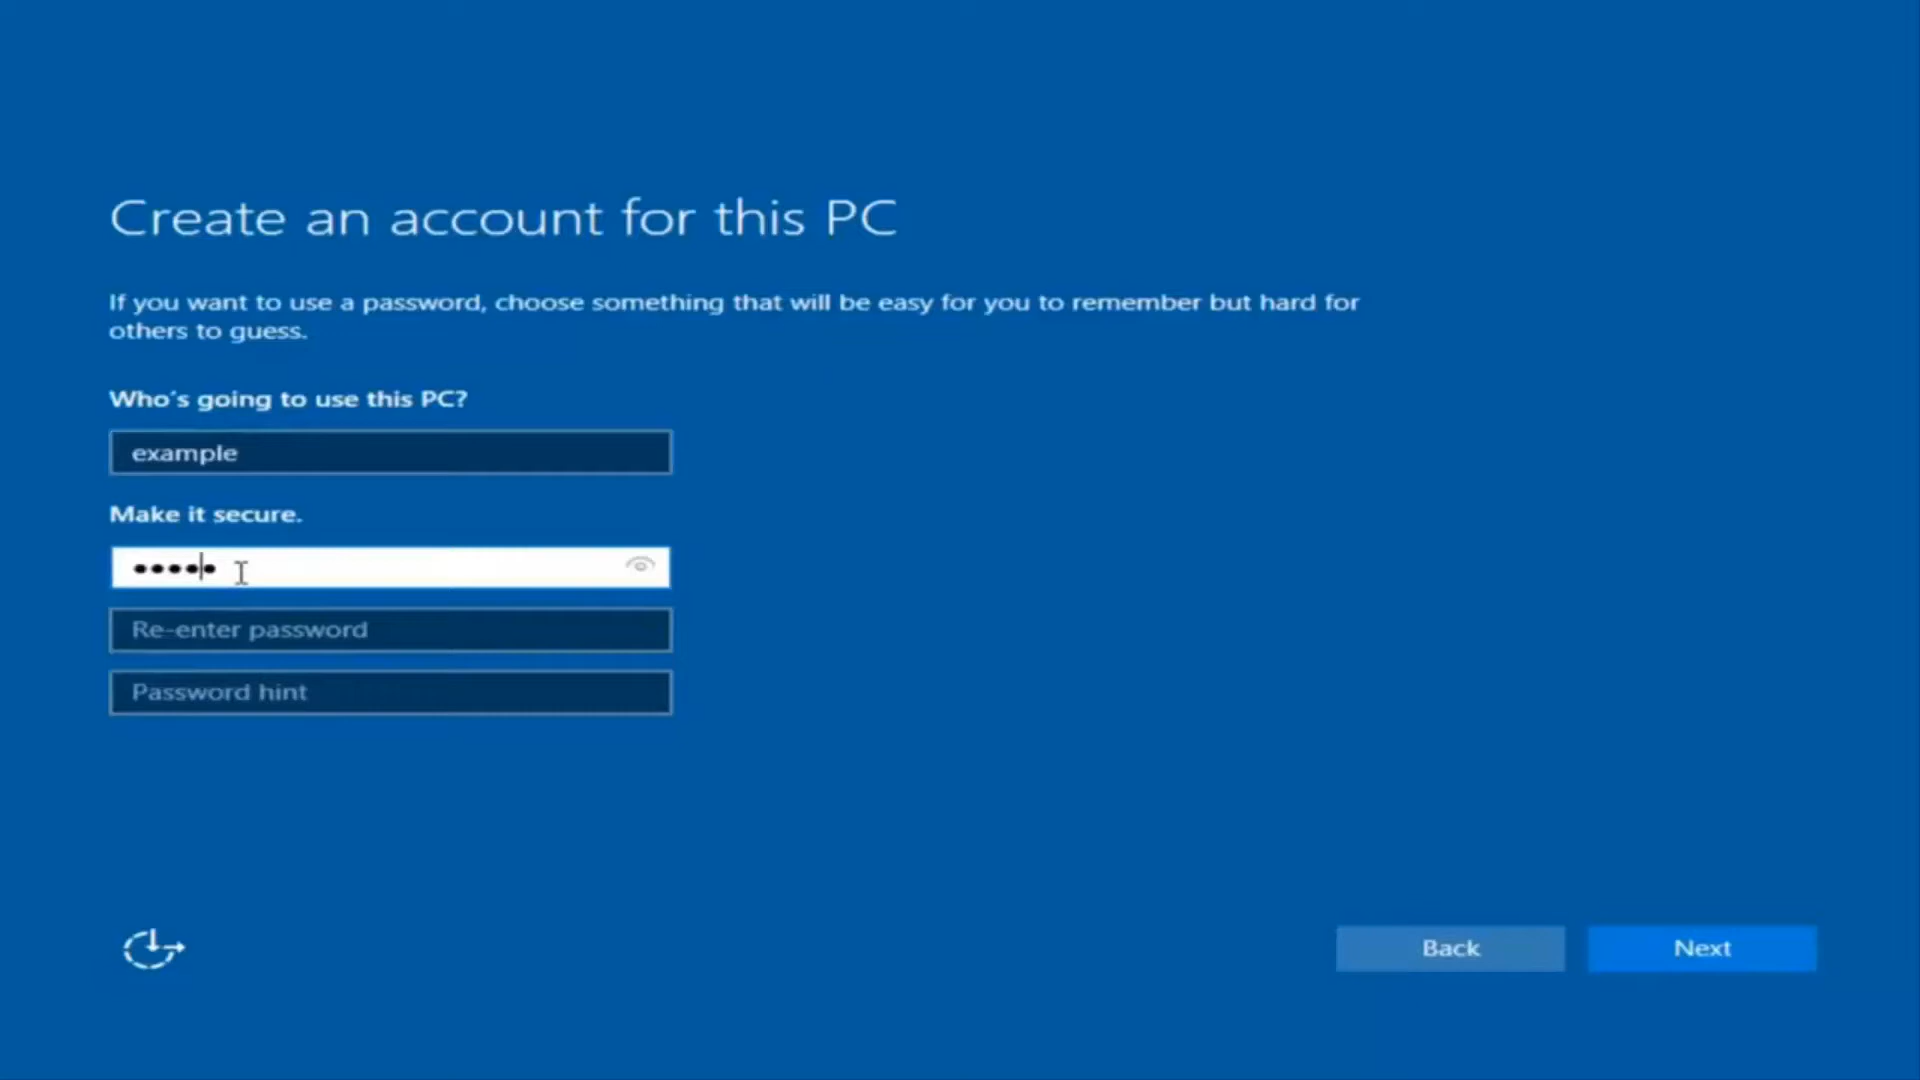 Create an account for this PC
If you want to use a password, choose something that will be easy for you to remember but hard for
others to guess.
Who's going to use this PC?
example
Make it secure.
••••••
Re-enter password
Password hint
Back
Next